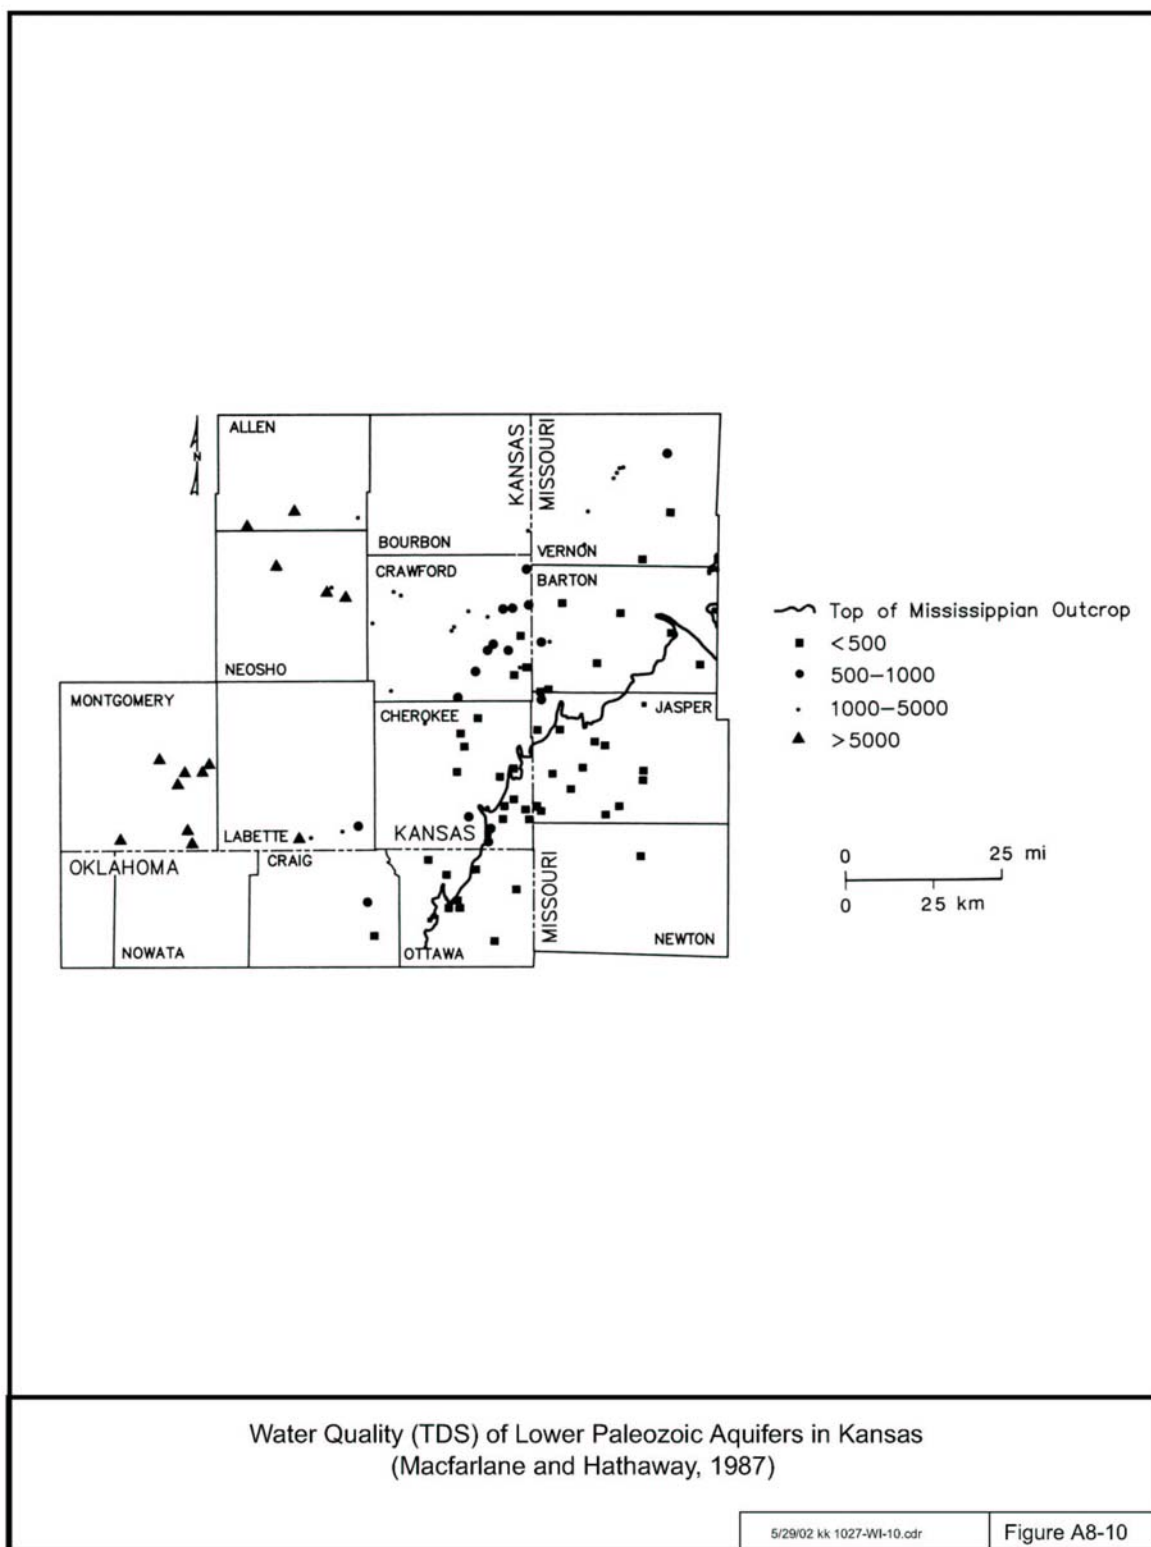 ALLEN
KANSAS
MISSOURI
N
BOURBON
VERNON
CRAWFORD
BARTON
NEOSHO
MONTGOMERY
CHEROKEE
JASPER
LABETTE
KANSAS
OKLAHOMA
CRAIG
MISSOURI
NOWATA
OTTAWA
NEWTON
Top of Mississippian Outcrop
<500
500-1000
1000-5000
>5000
0 25 mi
0 25 km
Water Quality (TDS) of Lower Paleozoic Aquifers in Kansas
(Macfarlane and Hathaway, 1987)
5/29/02 kk 1027-WI-10.cdr
Figure A8-10